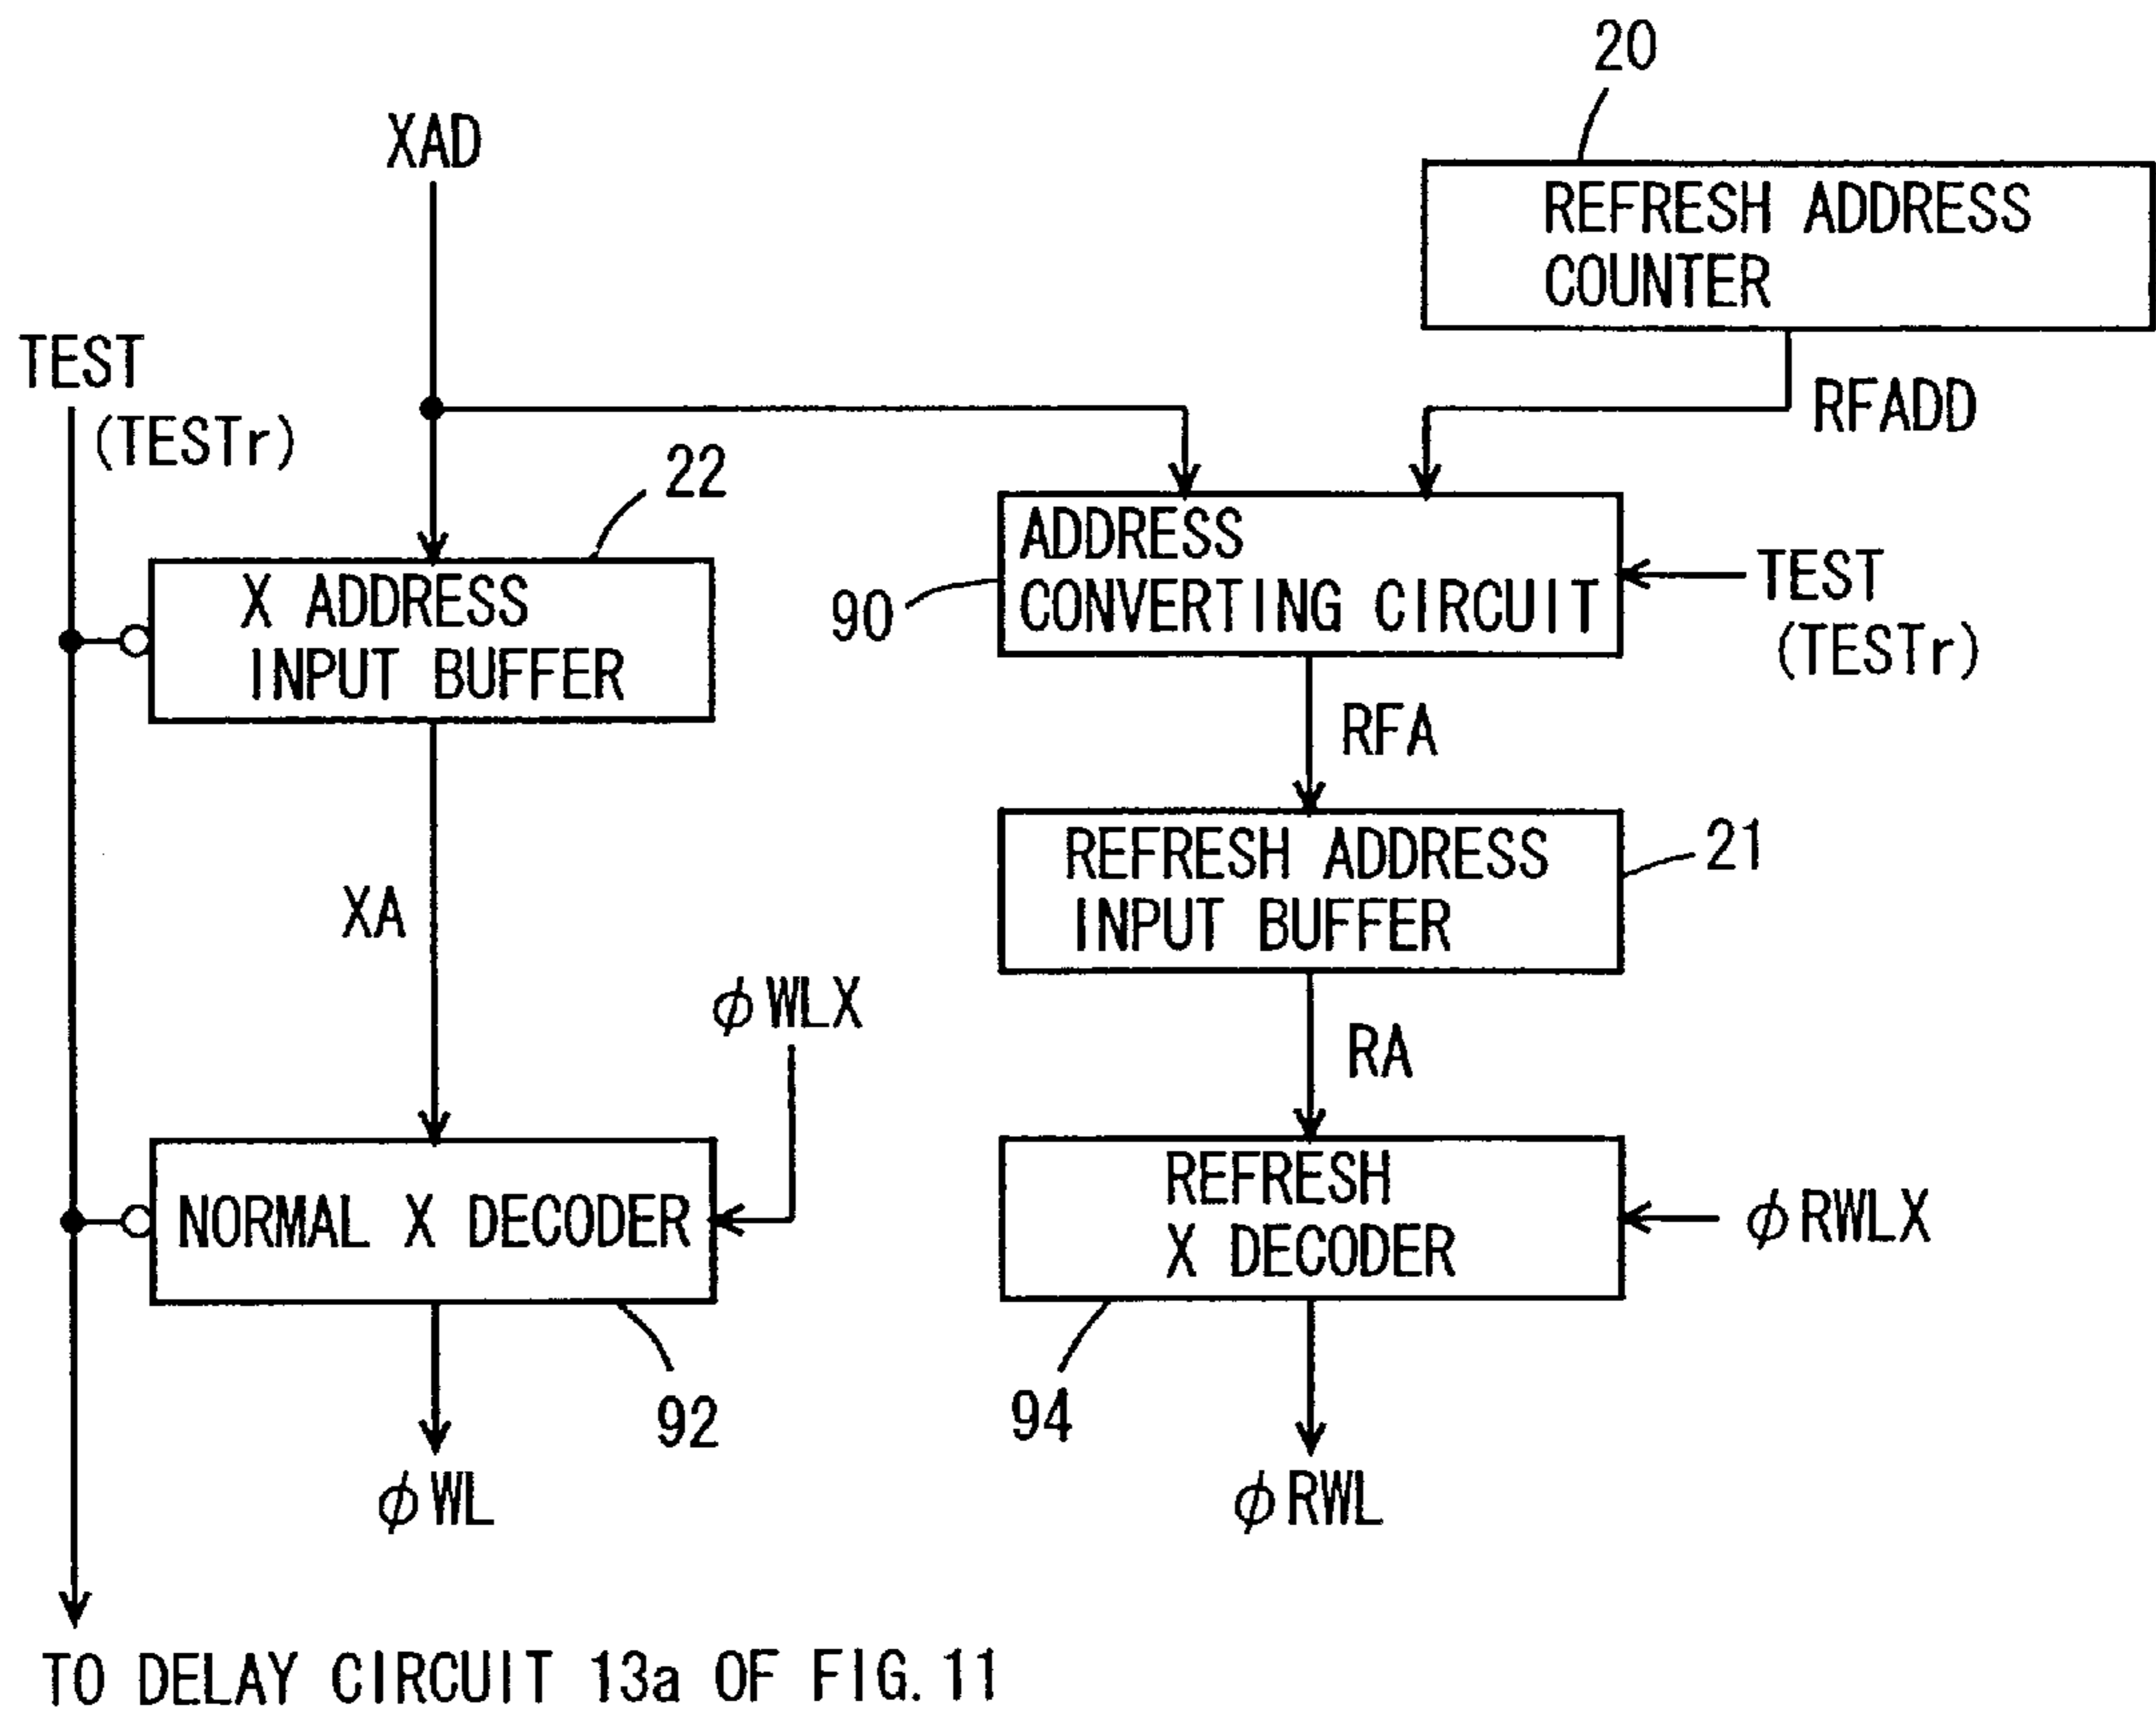 20
XAD
REFRESH ADDRESS
COUNTER
TEST
(TESTr)
RFADD
22
ADDRESS
CONVERTING CIRCUIT
90
TEST
(TESTr)
X ADDRESS
INPUT BUFFER
RFA
REFRESH ADDRESS
INPUT BUFFER
21
XA
φWLX
RA
NORMAL X DECODER
REFRESH
X DECODER
φRWLX
92
94
φWL
φRWL
TO DELAY CIRCUIT 13a OF FIG. 11